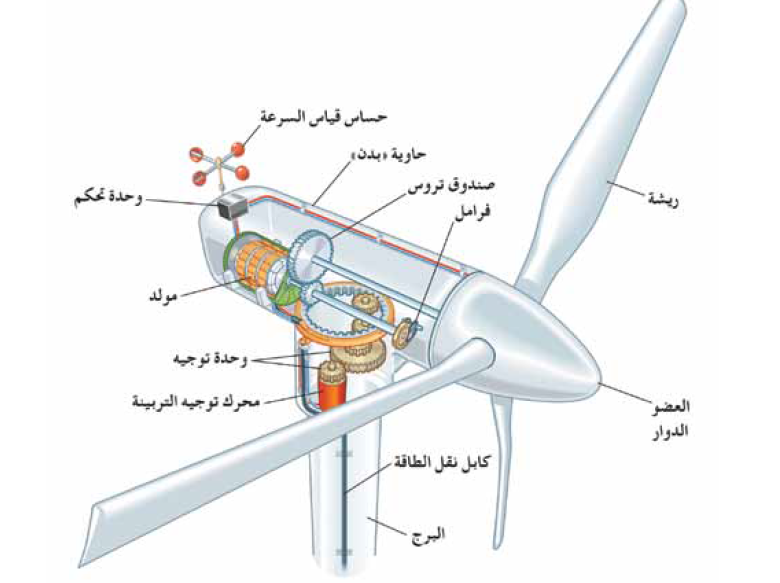 حساس قياس السرعة
حاوية «بدن»
صندوق تروس
فرامل
وحدة تحكم
ريشة
مولد
وحدة توجيه
محرك توجيه التربينة
العضو
الدوار
كابل نقل الطاقة
البرج